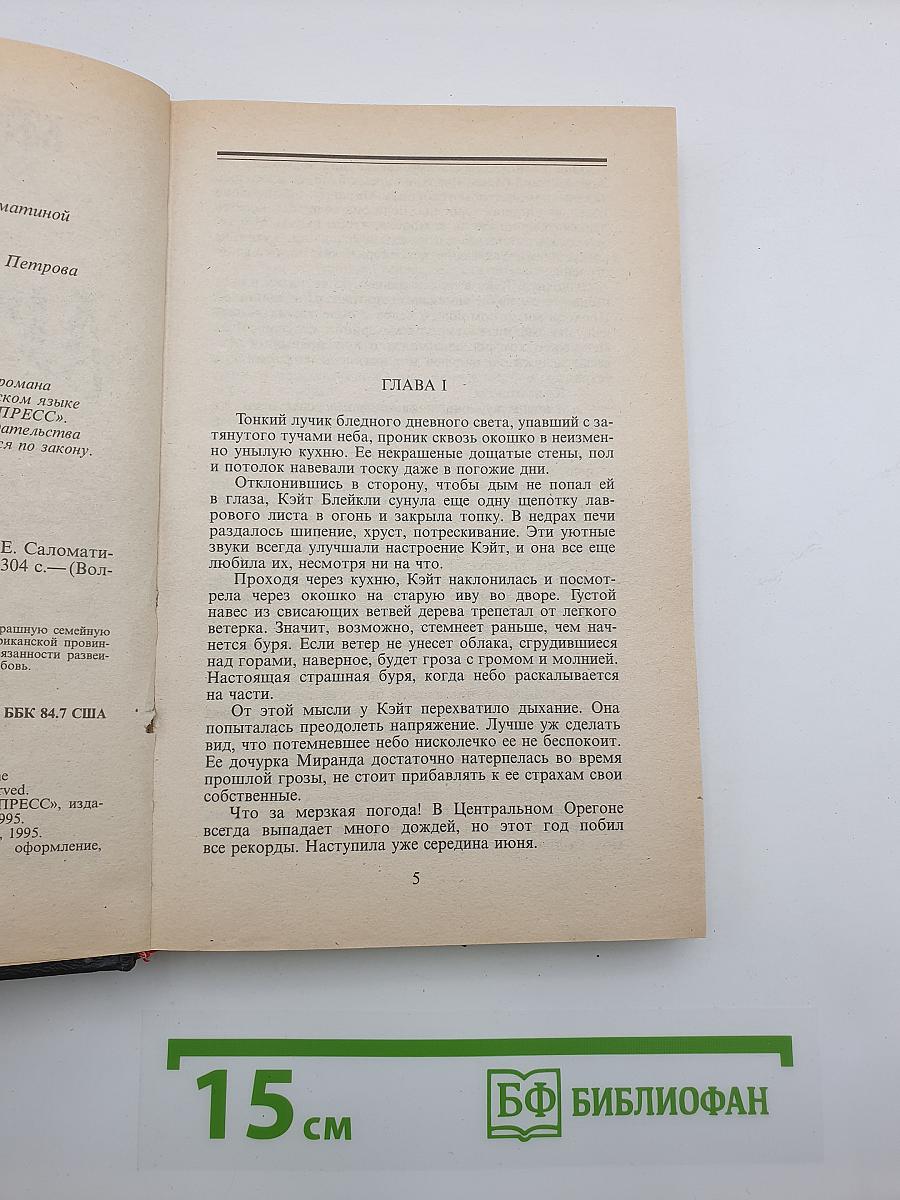 матиной
Петрова
романа
ском языке
ПРЕСС».
дательства
ся по закону.
Е. Саломати-
304 с.— (Вол-
рашную семейную
риканской провин-
язанности развеи-
бовь.
ББК 84.7 США
ne
rved.
ПРЕСС», изда-
995.
, 1995.
оформление,
ГЛАВА I
Тонкий лучик бледного дневного света, упавший с за-
тянутого тучами неба, проник сквозь окошко в неизмен-
но унылую кухню. Ее некрашеные дощатые стены, пол
и потолок навевали тоску даже в погожие дни.
Отклонившись в сторону, чтобы дым не попал ей
в глаза, Кэйт Блейкли сунула еще одну щепотку лав-
рового листа в огонь и закрыла топку. В недрах печи
раздалось шипение, хруст, потрескивание. Эти уютные
звуки всегда улучшали настроение Кэйт, и она все еще
любила их, несмотря ни на что.
Проходя через кухню, Кэйт наклонилась и посмот-
рела через окошко на старую иву во дворе. Густой
навес из свисающих ветвей дерева трепетал от легкого
ветерка. Значит, возможно, стемнеет раньше, чем нач-
нется буря. Если ветер не унесет облака, сгрудившиеся
над горами, наверное, будет гроза с громом и молнией.
Настоящая страшная буря, когда небо раскалывается
на части.
От этой мысли у Кэйт перехватило дыхание. Она
попыталась преодолеть напряжение. Лучше уж сделать
вид, что потемневшее небо нисколечко ее не беспокоит.
Ее дочурка Миранда достаточно натерпелась во время
прошлой грозы, не стоит прибавлять к ее страхам свои
собственные.
Что за мерзкая погода! В Центральном Орегоне
всегда выпадает много дождей, но этот год побил
все рекорды. Наступила уже середина июня.
5
15 см
БФ БИБЛИОФАН